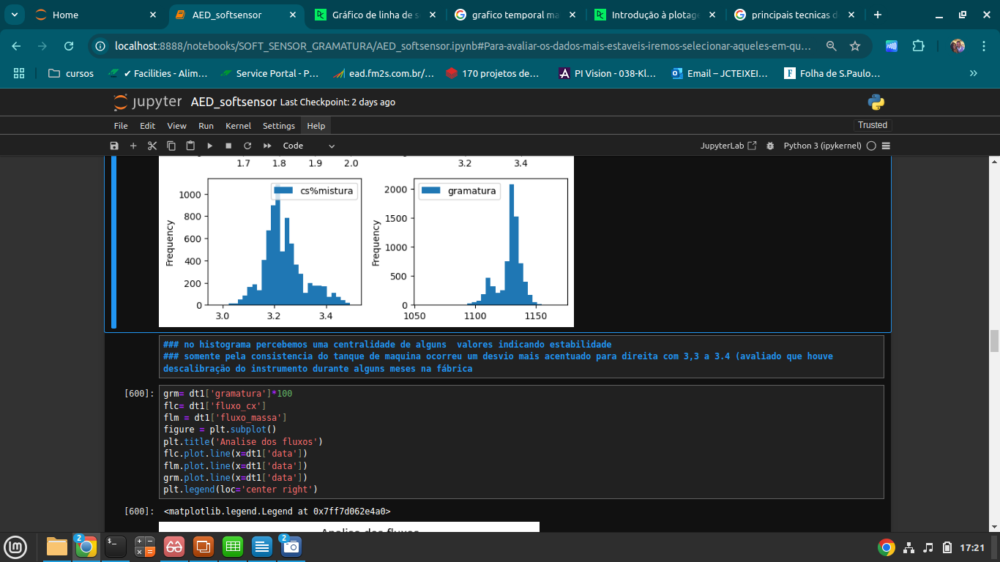 Home
AED_softsensor
Gráfico de linha de s
grafico temporal ma
Introdução à plotag
principais tecnicas d
localhost:8888/notebooks/SOFT_SENSOR_GRAMATURA/AED_softsensor.ipynb#Para-avaliar-os-dados-mais-estaveis-iremos-selecionar-aqueles-em-qu...
cursos
✔ Facilities - Alim...
Service Portal - P...
ead.fm2s.com.br/...
170 projetos de...
PI Vision - 038-Kl...
Email – JCTEIXEI...
Folha de S.Paulo...
jupyter AED_softsensor Last Checkpoint: 2 days ago
File Edit View Run Kernel Settings Help
Trusted
Code
JupyterLab
Python 3 (ipykernel)
1.7 1.8 1.9 2.0
3.2 3.4
cs%mistura
1000
800
600
400
200
0
Frequency
3.0 3.2 3.4
gramatura
2000
1500
1000
500
0
Frequency
1050 1100 1150
### no histograma percebemos uma centralidade de alguns  valores indicando estabilidade
### somente pela consistencia do tanque de maquina ocorreu um desvio mais acentuado para direita com 3,3 a 3.4 (avaliado que houve
descalibração do instrumento durante alguns meses na fábrica
[600]:
grm= dt1['gramatura']*100
flc= dt1['fluxo_cx']
flm = dt1['fluxo_massa']
figure = plt.subplot()
plt.title('Analise dos fluxos')
flc.plot.line(x=dt1['data'])
flm.plot.line(x=dt1['data'])
grm.plot.line(x=dt1['data'])
plt.legend(loc='center right')
[600]:
<matplotlib.legend.Legend at 0x7ff7d062e4a0>
Analise dos fluxos
2
2
17:21